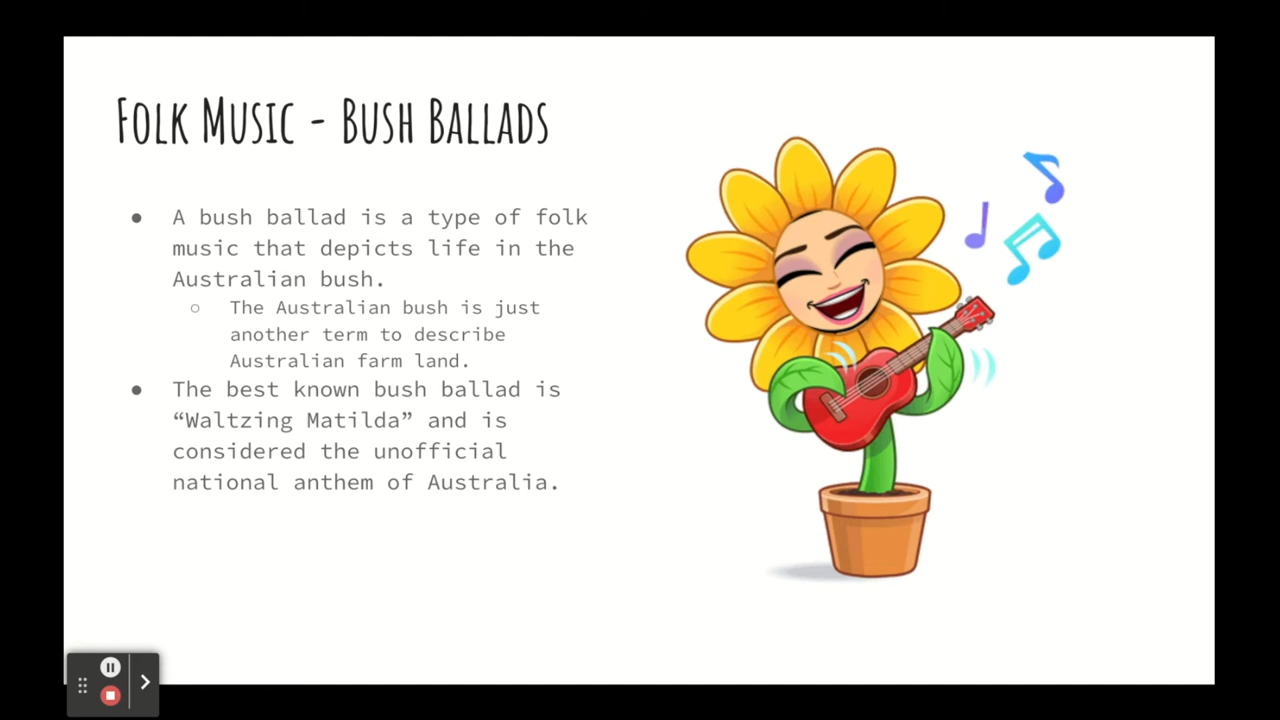 Folk Music - Bush Ballads
● A bush ballad is a type of folk
music that depicts life in the
Australian bush.
○ The Australian bush is just
another term to describe
Australian farm land.
● The best known bush ballad is
“Waltzing Matilda” and is
considered the unofficial
national anthem of Australia.